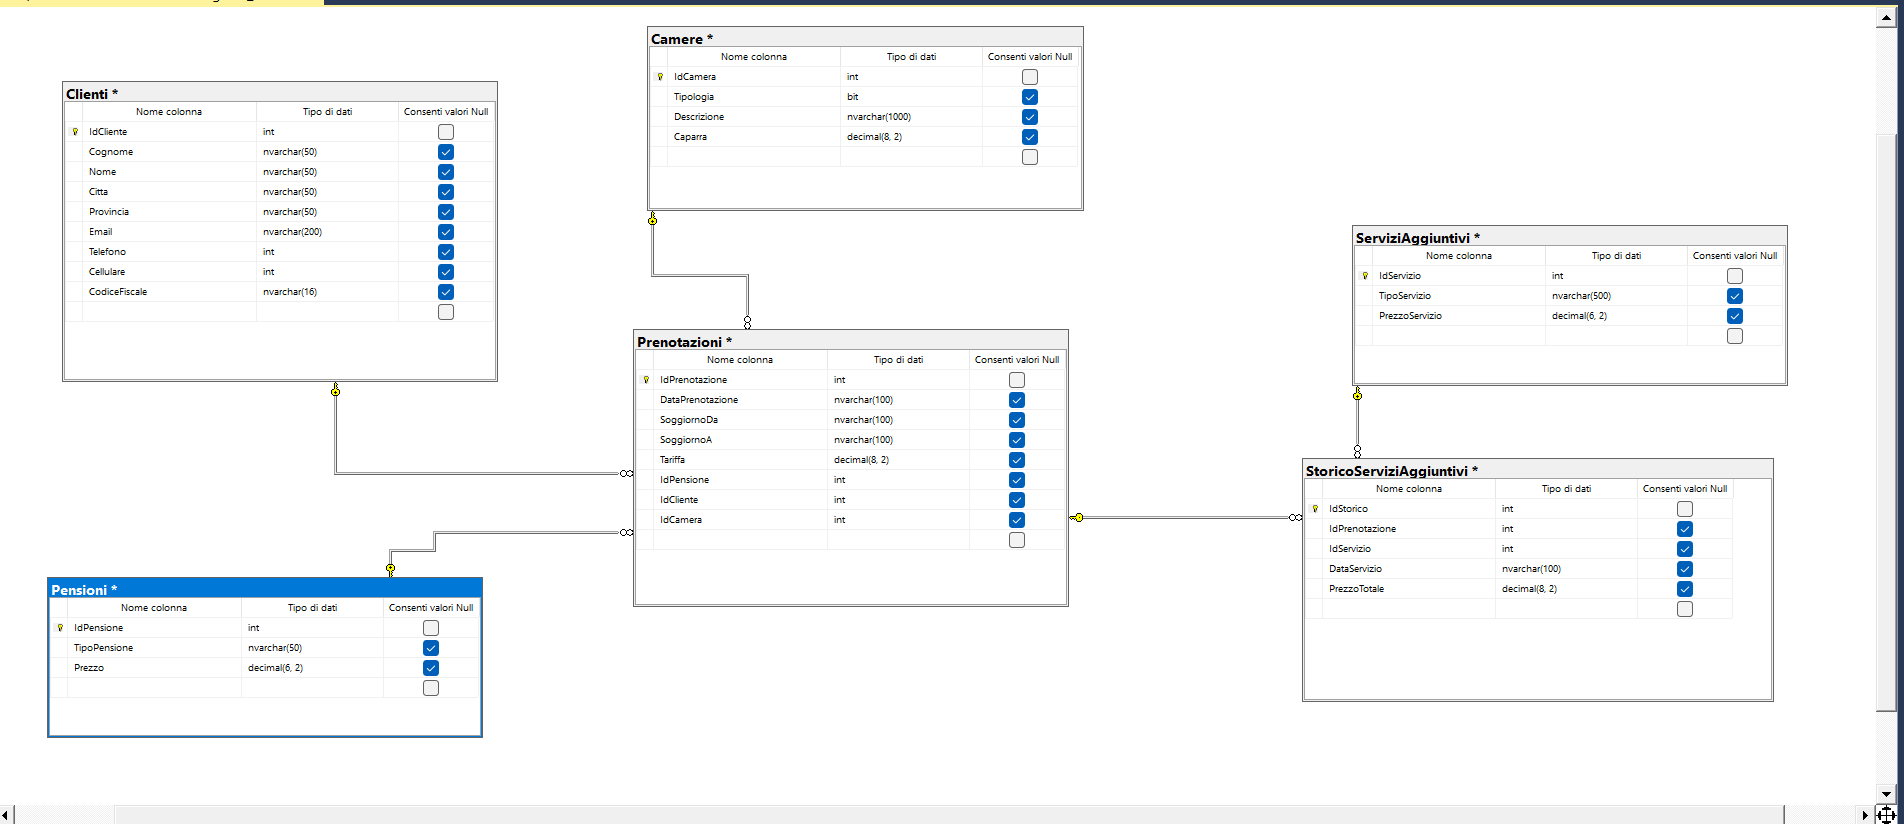 Camere *
Nome colonna Tipo di dati Consenti valori Null
IdCamera int
Tipologia bit
Descrizione nvarchar(1000)
Caparra decimal(8, 2)
Clienti *
Nome colonna Tipo di dati Consenti valori Null
IdCliente int
Cognome nvarchar(50)
Nome nvarchar(50)
Citta nvarchar(50)
Provincia nvarchar(50)
Email nvarchar(200)
Telefono int
Cellulare int
CodiceFiscale nvarchar(16)
ServiziAggiuntivi *
Nome colonna Tipo di dati Consenti valori Null
IdServizio int
TipoServizio nvarchar(500)
PrezzoServizio decimal(6, 2)
Prenotazioni *
Nome colonna Tipo di dati Consenti valori Null
IdPrenotazione int
DataPrenotazione nvarchar(100)
SoggiornoDa nvarchar(100)
SoggiornoA nvarchar(100)
Tariffa decimal(8, 2)
IdPensione int
IdCliente int
IdCamera int
StoricoServiziAggiuntivi *
Nome colonna Tipo di dati Consenti valori Null
IdStorico int
IdPrenotazione int
IdServizio int
DataServizio nvarchar(100)
PrezzoTotale decimal(8, 2)
Pensioni *
Nome colonna Tipo di dati Consenti valori Null
IdPensione int
TipoPensione nvarchar(50)
Prezzo decimal(6, 2)